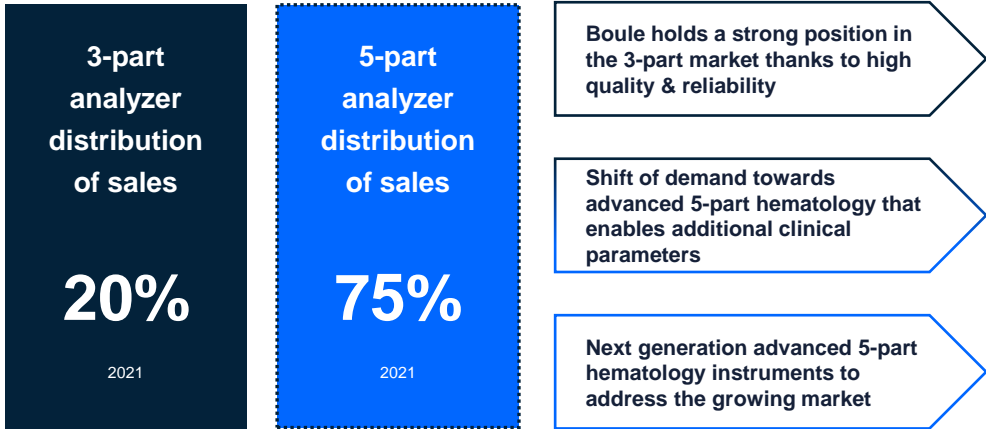 3-part
analyzer
distribution
of sales
20%
2021
5-part
analyzer
distribution
of sales
75%
2021
Boule holds a strong position in
the 3-part market thanks to high
quality & reliability
Shift of demand towards
advanced 5-part hematology that
enables additional clinical
parameters
Next generation advanced 5-part
hematology instruments to
address the growing market